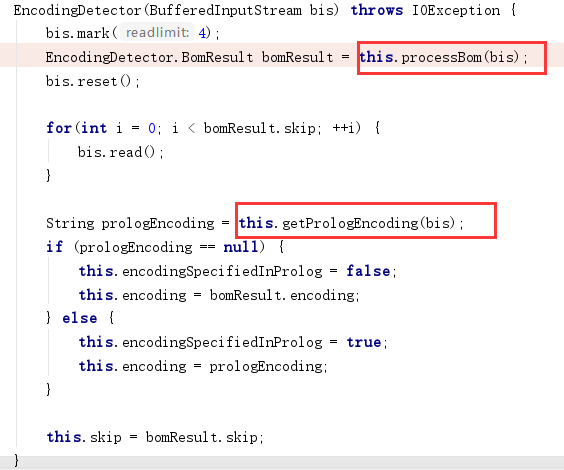 EncodingDetector(BufferedInputStream bis) throws IOException {
    bis.mark( readlimit: 4);
    EncodingDetector.BomResult bomResult = this.processBom(bis);
    bis.reset();
    for(int i = 0; i < bomResult.skip; ++i) {
        bis.read();
    }
    String prologEncoding = this.getPrologEncoding(bis);
    if (prologEncoding == null) {
        this.encodingSpecifiedInProlog = false;
        this.encoding = bomResult.encoding;
    } else {
        this.encodingSpecifiedInProlog = true;
        this.encoding = prologEncoding;
    }
    this.skip = bomResult.skip;
}